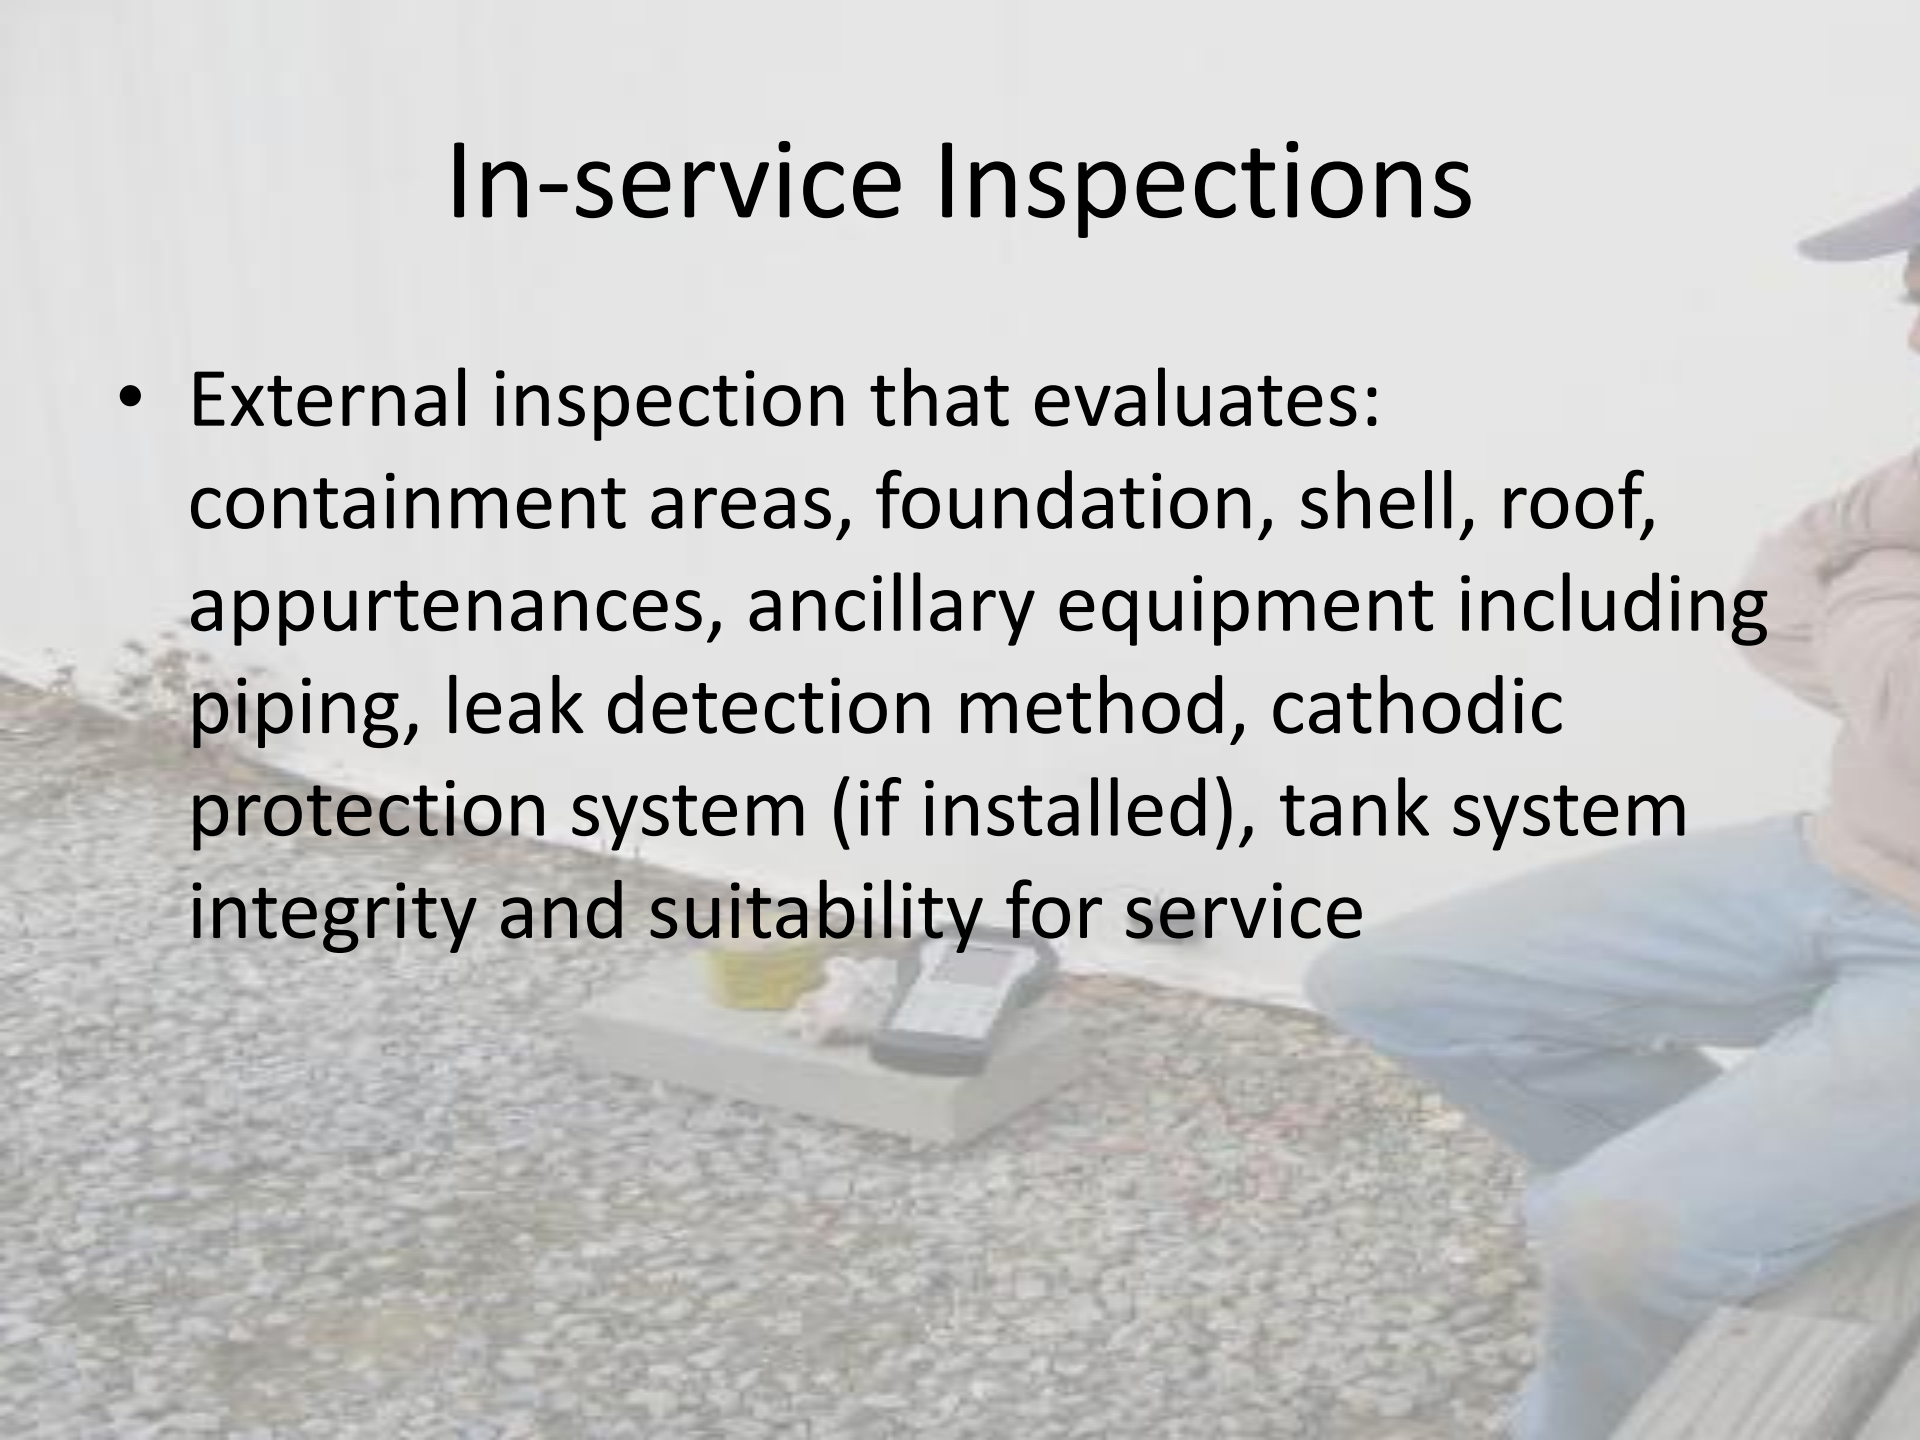 In-service Inspections
• External inspection that evaluates:
containment areas, foundation, shell, roof,
appurtenances, ancillary equipment including
piping, leak detection method, cathodic
protection system (if installed), tank system
integrity and suitability for service